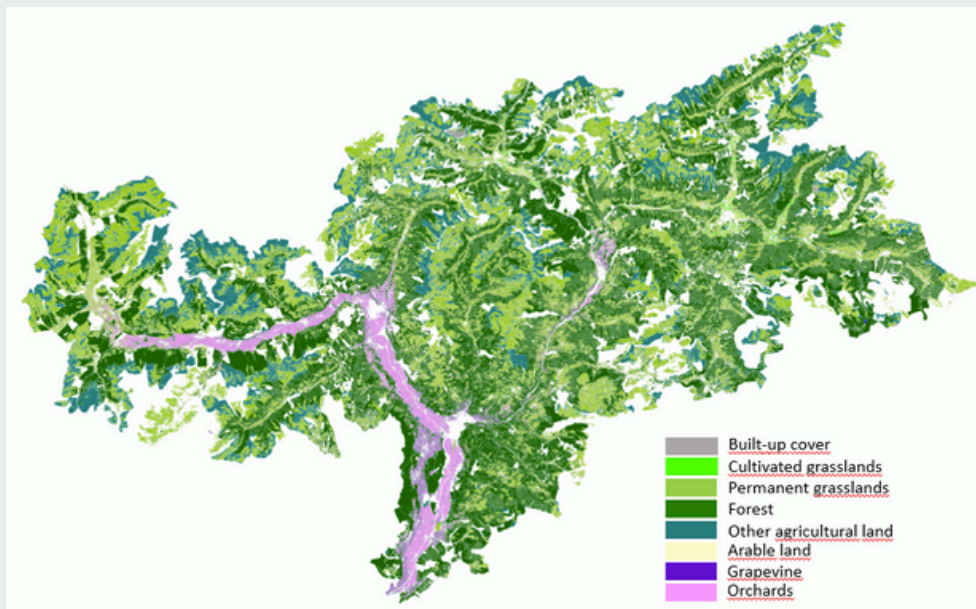 Built-up cover
Cultivated grasslands
Permanent grasslands
Forest
Other agricultural land
Arable land
Grapevine
Orchards